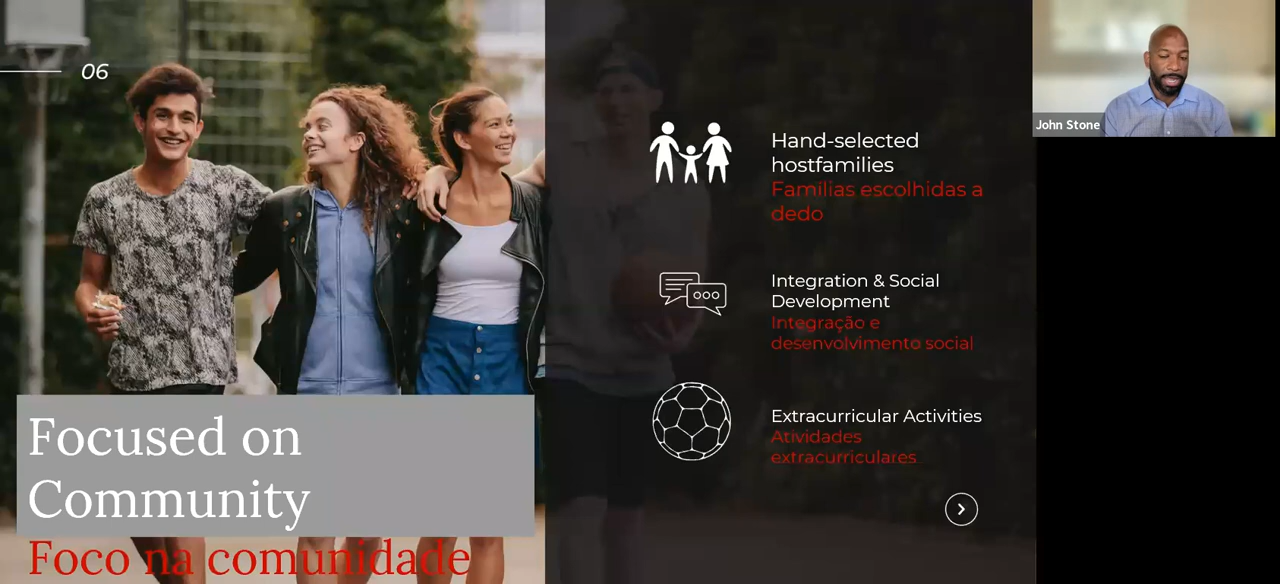 06
Focused on
Community
Foco na comunidade
Hand-selected
hostfamilies
Famílias escolhidas a
dedo
Integration & Social
Development
Integração e
desenvolvimento social
Extracurricular Activities
Atividades
extracurriculares
John Stone